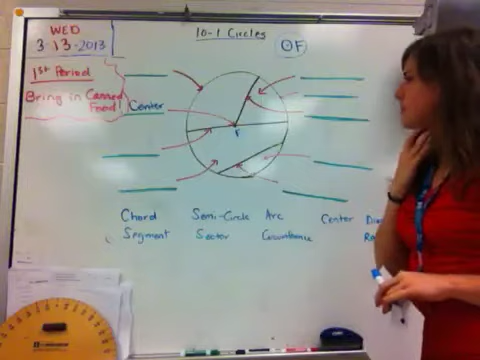 WED
3-13-2013
10-1 Circles
OF
1st Period
Bring in Canned
Food
Center
F
Chord Semi-Circle Arc Center
Segment Sector Circumference